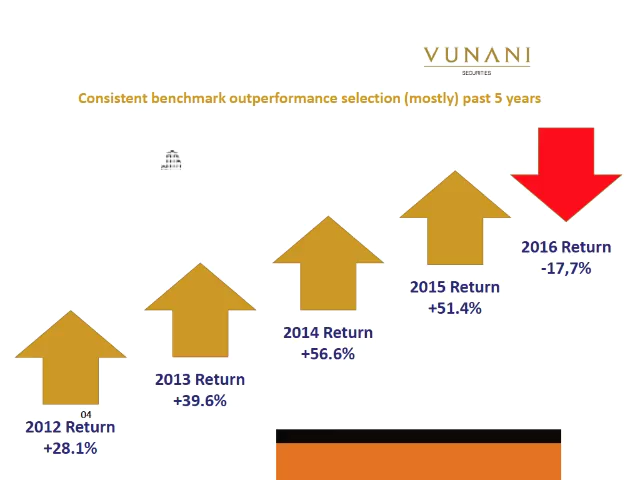 VUNANI
SECURITIES
Consistent benchmark outperformance selection (mostly) past 5 years
2016 Return
-17,7%
2015 Return
+51.4%
2014 Return
+56.6%
2013 Return
+39.6%
04
2012 Return
+28.1%